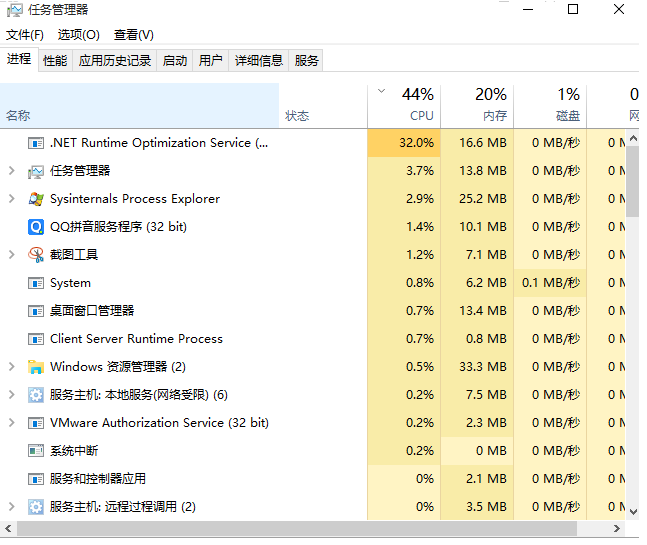 任务管理器
文件(F) 选项(O) 查看(V)
进程 性能 应用历史记录 启动 用户 详细信息 服务
44% 20% 1% 0
名称 状态 CPU 内存 磁盘 网
.NET Runtime Optimization Service (... 32.0% 16.6 MB 0 MB/秒 0 M
任务管理器 3.7% 13.8 MB 0 MB/秒 0 M
Sysinternals Process Explorer 2.9% 25.2 MB 0 MB/秒 0 M
QQ拼音服务程序 (32 bit) 1.4% 10.1 MB 0 MB/秒 0 M
截图工具 1.2% 7.1 MB 0 MB/秒 0 M
System 0.8% 6.2 MB 0.1 MB/秒 0 M
桌面窗口管理器 0.7% 13.4 MB 0 MB/秒 0 M
Client Server Runtime Process 0.7% 0.8 MB 0 MB/秒 0 M
Windows 资源管理器 (2) 0.5% 33.3 MB 0 MB/秒 0 M
服务主机: 本地服务(网络受限) (6) 0.2% 7.5 MB 0 MB/秒 0 M
VMware Authorization Service (32 bit) 0.2% 2.3 MB 0 MB/秒 0 M
系统中断 0.2% 0 MB 0 MB/秒 0 M
服务和控制器应用 0% 2.1 MB 0 MB/秒 0 M
服务主机: 远程过程调用 (2) 0% 3.5 MB 0 MB/秒 0 M